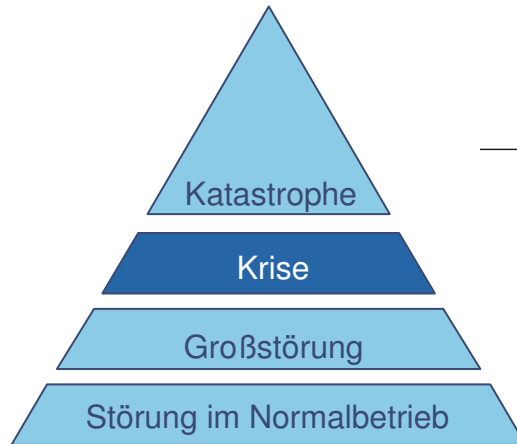 Katastrophe
Krise
Großstörung
Störung im Normalbetrieb